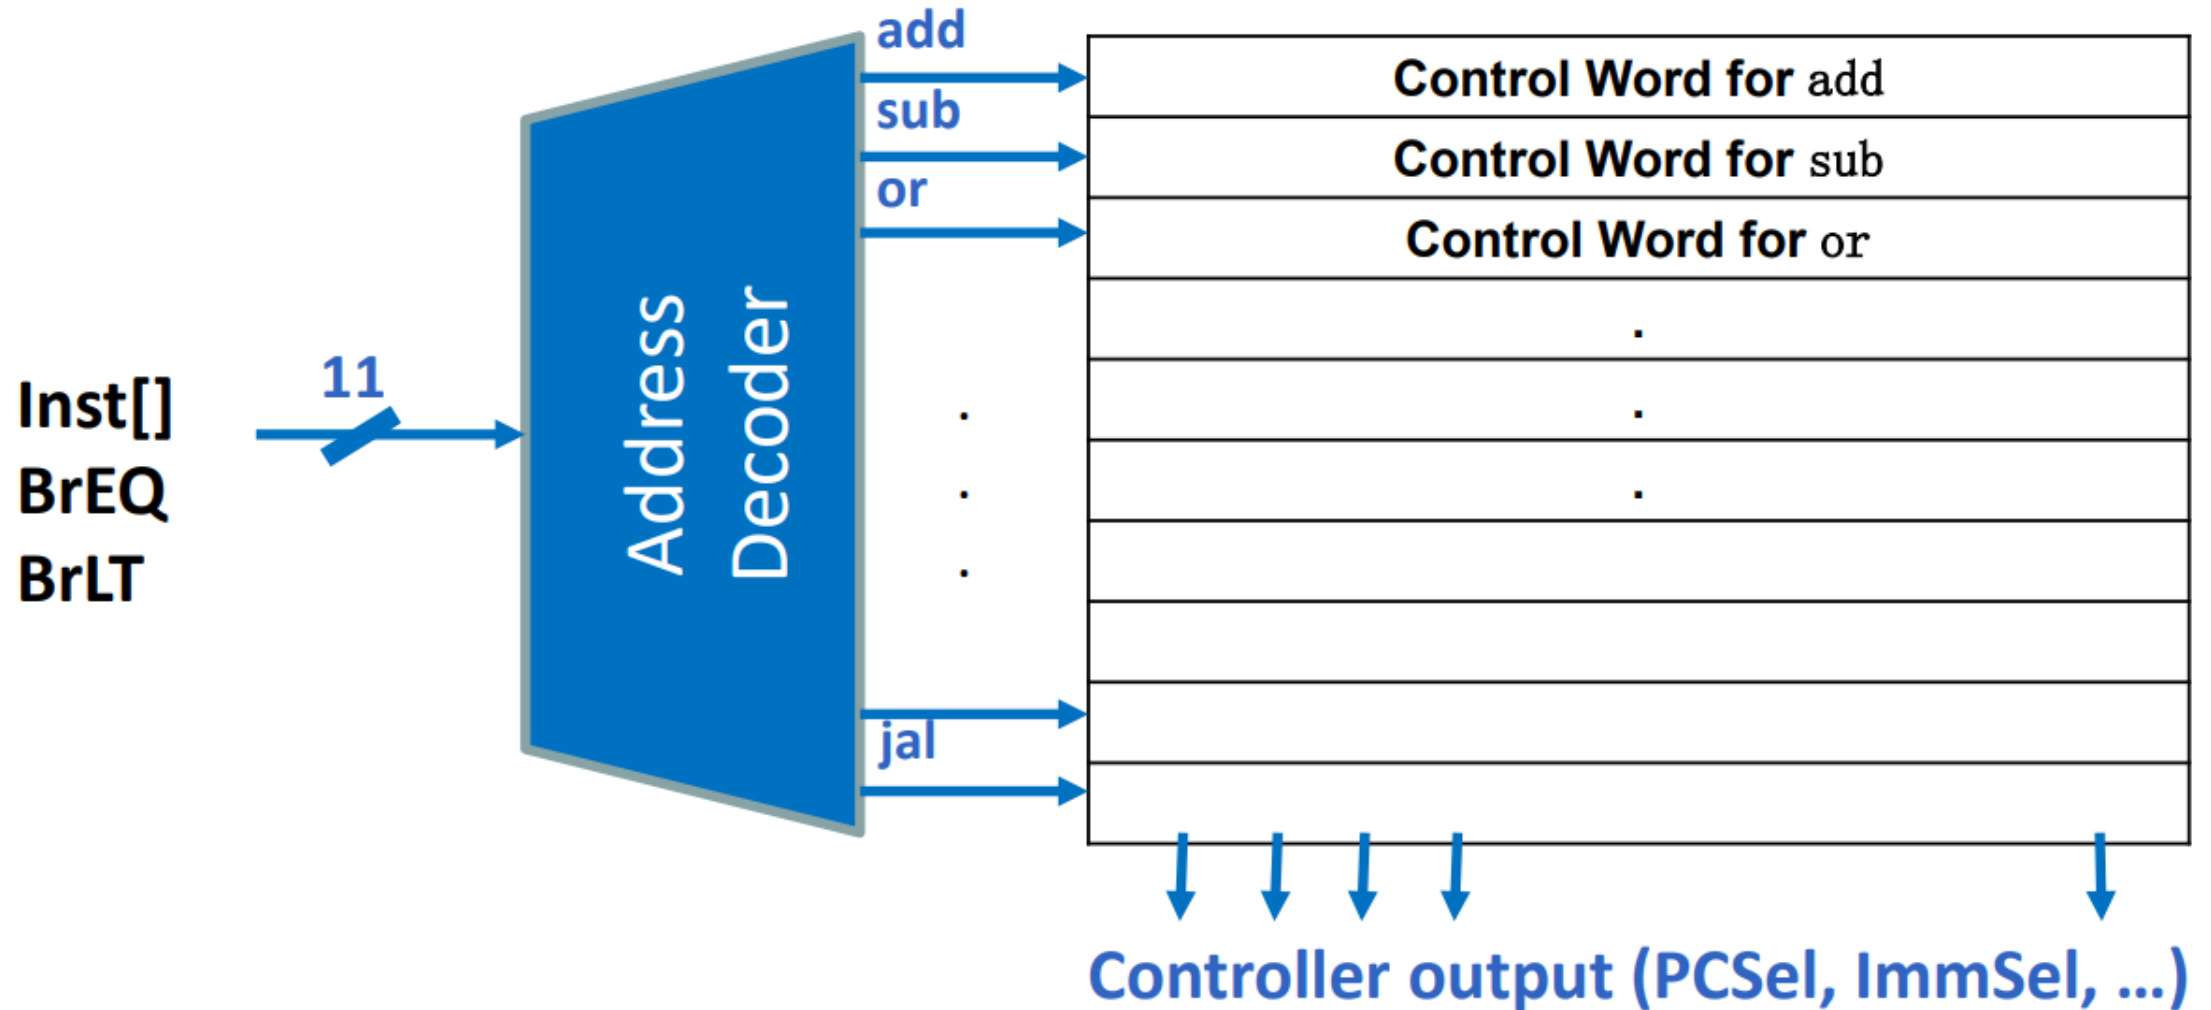 add
Control Word for add
sub
Control Word for sub
or
Control Word for or
.
.
.
.
.
.
11
Inst[]
BrEQ
BrLT
Address
Decoder
jal
Controller output (PCSel, ImmSel, ...)